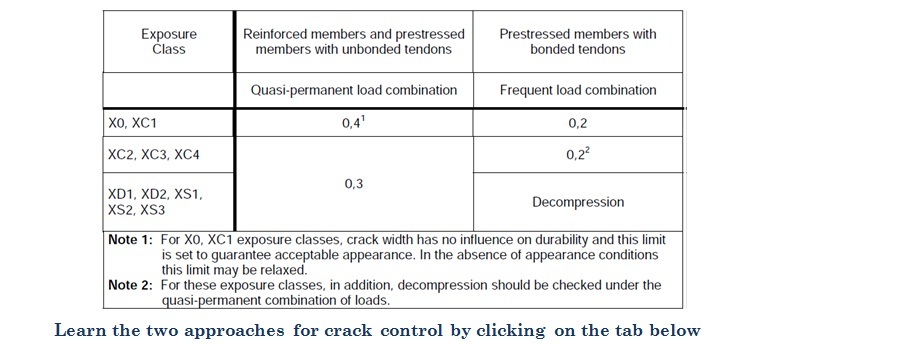 Exposure Class
Reinforced members and prestressed members with unbonded tendons
Prestressed members with bonded tendons
Quasi-permanent load combination
Frequent load combination
X0, XC1
0,4¹
0,2
XC2, XC3, XC4
0,3
0,2²
XD1, XD2, XS1, XS2, XS3
Decompression
Note 1: For X0, XC1 exposure classes, crack width has no influence on durability and this limit
is set to guarantee acceptable appearance. In the absence of appearance conditions
this limit may be relaxed.
Note 2: For these exposure classes, in addition, decompression should be checked under the
quasi-permanent combination of loads.
Learn the two approaches for crack control by clicking on the tab below